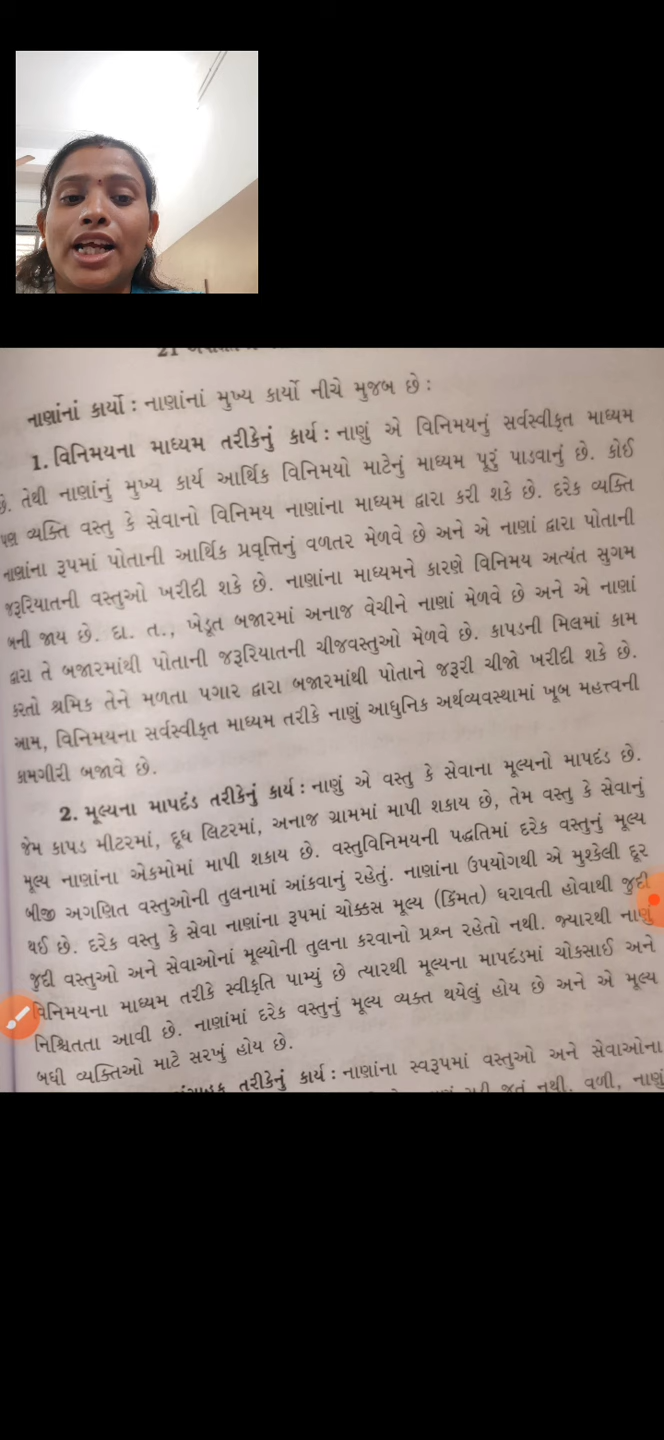 નાણાંનાં કાર્યો : નાણાંનાં મુખ્ય કાર્યો નીચે મુજબ છે :
1. વિનિમયના માધ્યમ તરીકેનું કાર્ય : નાણું એ વિનિમયનું સર્વસ્વીકૃત માધ્યમ
છે. તેથી નાણાંનું મુખ્ય કાર્ય આર્થિક વિનિમયો માટેનું માધ્યમ પૂરું પાડવાનું છે. કોઈ
પણ વ્યક્તિ વસ્તુ કે સેવાનો વિનિમય નાણાંના માધ્યમ દ્વારા કરી શકે છે. દરેક વ્યક્તિ
નાણાંના રૂપમાં પોતાની આર્થિક પ્રવૃત્તિનું વળતર મેળવે છે અને એ નાણાં દ્વારા પોતાની
જરૂરિયાતની વસ્તુઓ ખરીદી શકે છે. નાણાંના માધ્યમને કારણે વિનિમય અત્યંત સુગમ
બની જાય છે. દા. ત., ખેડૂત બજારમાં અનાજ વેચીને નાણાં મેળવે છે અને એ નાણાં
દ્વારા તે બજારમાંથી પોતાની જરૂરિયાતની ચીજવસ્તુઓ મેળવે છે. કાપડની મિલમાં કામ
કરતો શ્રમિક તેને મળતા પગાર દ્વારા બજારમાંથી પોતાને જરૂરી ચીજો ખરીદી શકે છે.
આમ, વિનિમયના સર્વસ્વીકૃત માધ્યમ તરીકે નાણું આધુનિક અર્થવ્યવસ્થામાં ખૂબ મહત્ત્વની
કામગીરી બજાવે છે.
2. મૂલ્યના માપદંડ તરીકેનું કાર્ય : નાણું એ વસ્તુ કે સેવાના મૂલ્યનો માપદંડ છે.
જેમ કાપડ મીટરમાં, દૂધ લિટરમાં, અનાજ ગ્રામમાં માપી શકાય છે, તેમ વસ્તુ કે સેવાનું
મૂલ્ય નાણાંના એકમોમાં માપી શકાય છે. વસ્તુવિનિમયની પદ્ધતિમાં દરેક વસ્તુનું મૂલ્ય
બીજી અગણિત વસ્તુઓની તુલનામાં આંકવાનું રહેતું. નાણાંના ઉપયોગથી એ મુશ્કેલી દૂર
થઈ છે. દરેક વસ્તુ કે સેવા નાણાંના રૂપમાં ચોક્કસ મૂલ્ય (કિંમત) ધરાવતી હોવાથી જુદી
જુદી વસ્તુઓ અને સેવાઓનાં મૂલ્યોની તુલના કરવાનો પ્રશ્ન રહેતો નથી. જ્યારથી નાણું
વિનિમયના માધ્યમ તરીકે સ્વીકૃતિ પામ્યું છે ત્યારથી મૂલ્યના માપદંડમાં ચોકસાઈ અને
નિશ્ચિતતા આવી છે. નાણાંમાં દરેક વસ્તુનું મૂલ્ય વ્યક્ત થયેલું હોય છે અને એ મૂલ્ય
બધી વ્યક્તિઓ માટે સરખું હોય છે.
તરીકેનું કાર્ય : નાણાંના સ્વરૂપમાં વસ્તુઓ અને સેવાઓના
જતું નથી. વળી, નાણું